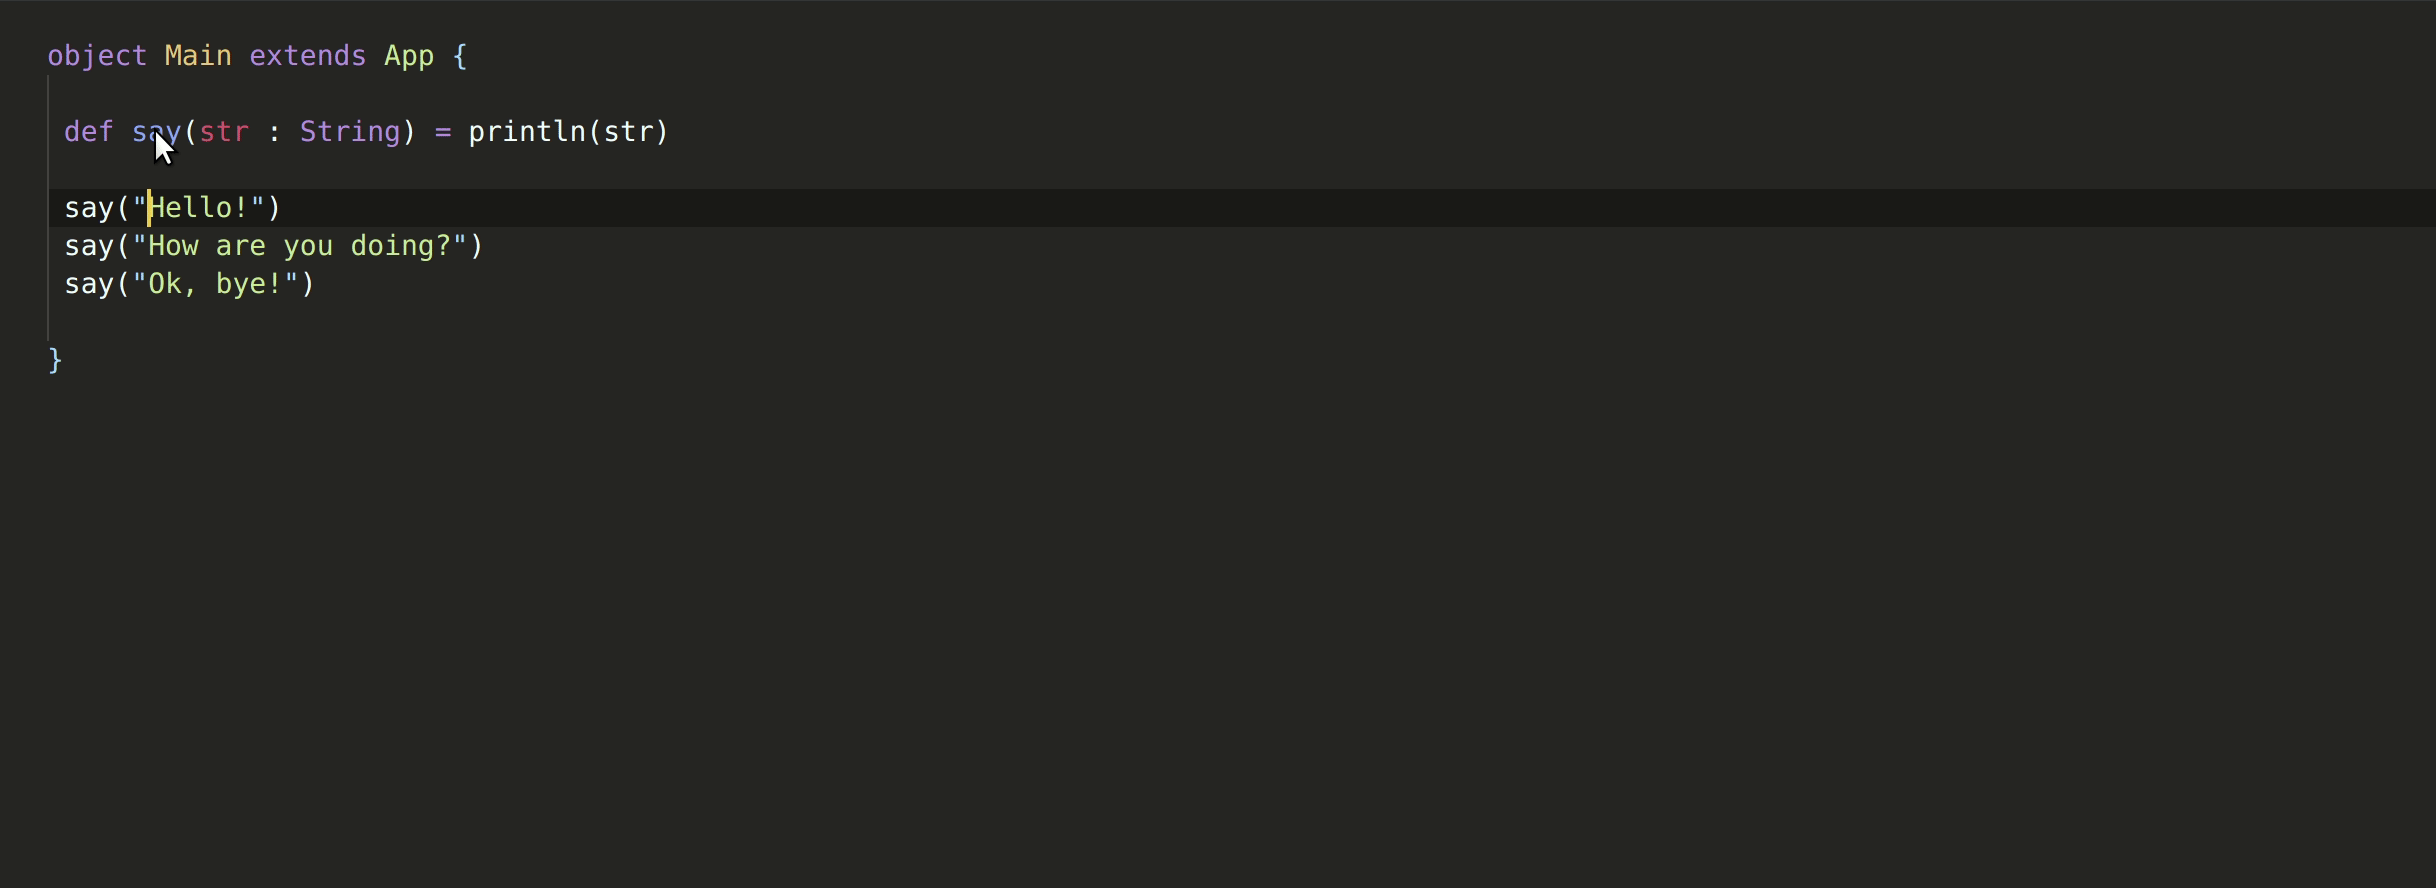 object Main extends App {
def say(str : String) = println(str)
say("Hello!")
say("How are you doing?")
say("Ok, bye!")
}